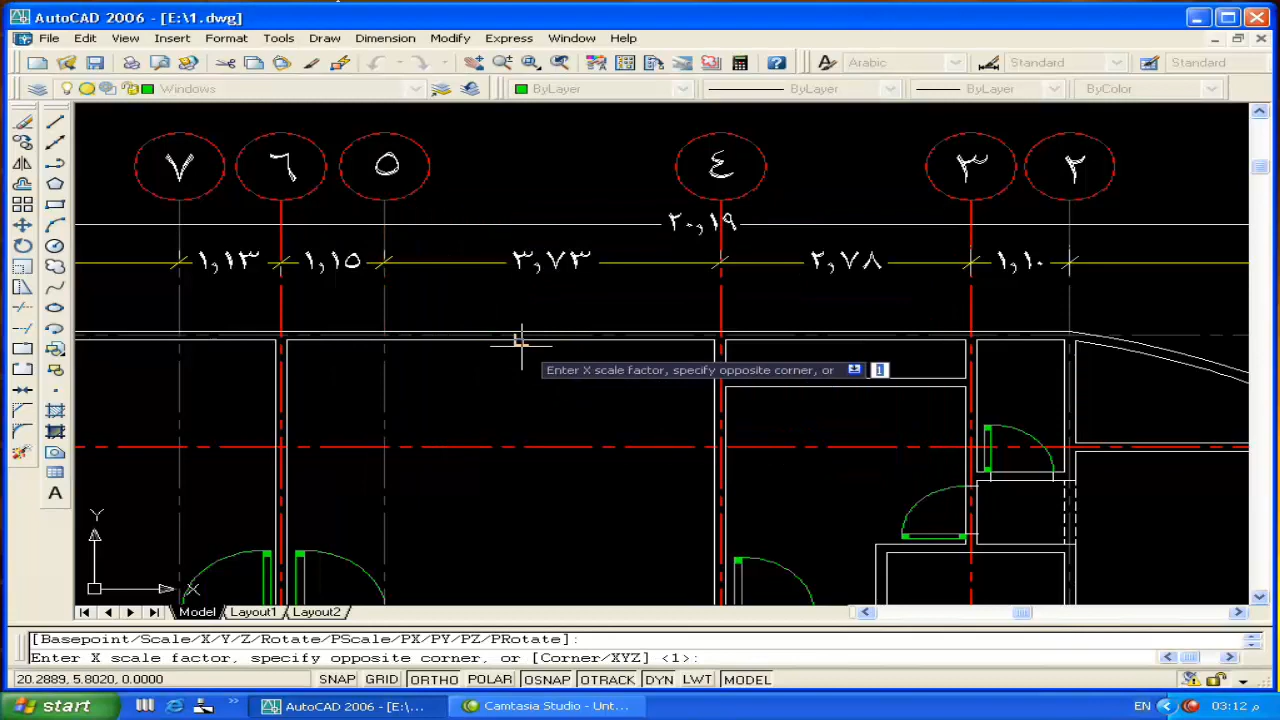 AutoCAD 2006 - [E:\1.dwg]
File Edit View Insert Format Tools Draw Dimension Modify Express Window Help
Arabic Standard Standard
Windows ByLayer ByLayer ByLayer ByColor
٧ ٦ ٥ ٤ ٣ ٢
٢٠,١٩
١,١٣ ١,١٥ ٣,٧٣ ٢,٧٨ ١,١٠
Enter X scale factor, specify opposite corner, or 1
Y
X
A
Model Layout1 Layout2
[Basepoint/Scale/X/Y/Z/Rotate/PScale/PX/PY/PZ/PRotate]:
Enter X scale factor, specify opposite corner, or [Corner/XYZ] <1>:
20.2889, 5.8020, 0.0000 SNAP GRID ORTHO POLAR OSNAP OTRACK DYN LWT MODEL
start AutoCAD 2006 - [E:\... Camtasia Studio - Unt... EN 03:12 م